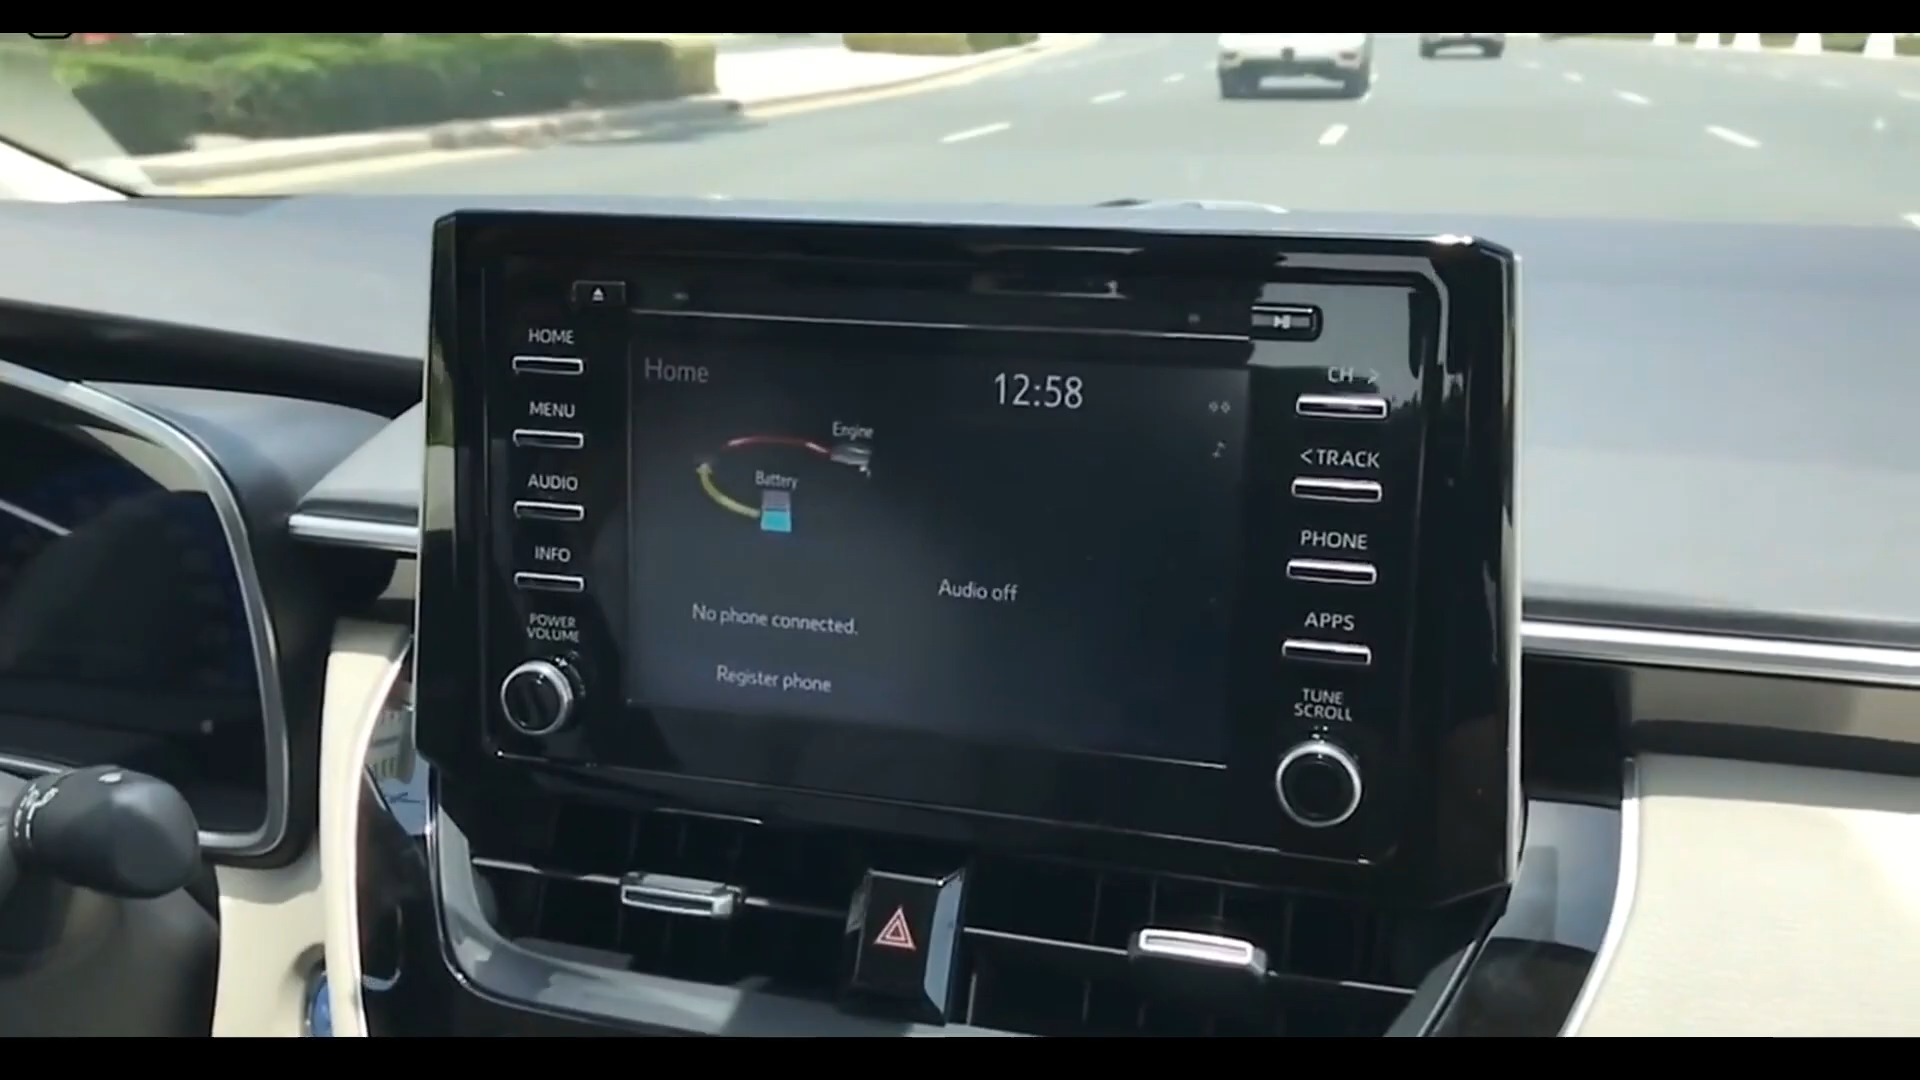 HOME
MENU
AUDIO
INFO
POWER
VOLUME
Home
12:58
Engine
Battery
Audio off
No phone connected.
Register phone
CH >
<TRACK
PHONE
APPS
TUNE
SCROLL